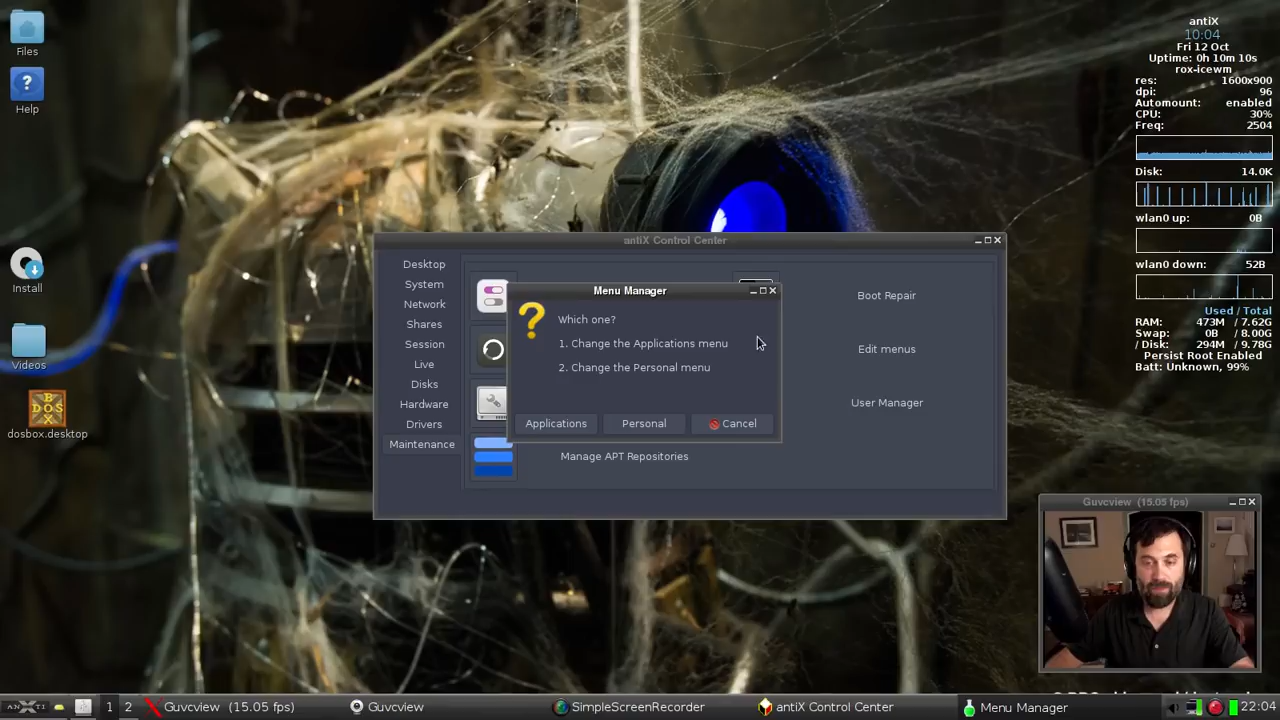 Files
Help
Install
Videos
dosbox.desktop
DOS
BOX
antiX
10:04
Fri 12 Oct
Uptime: 0h 10m 10s
rox-icewm
res: 1600x900
dpi: 96
Automount: enabled
CPU: 30%
Freq: 2504
Disk: 14.0K
wlan0 up: 0B
wlan0 down: 52B
Used / Total
RAM: 473M / 7.62G
Swap: 0B / 8.00G
Disk: 294M / 9.78G
Persist Root Enabled
Batt: Unknown, 99%
antiX Control Center
Desktop
System
Network
Shares
Session
Live
Disks
Hardware
Drivers
Maintenance
Boot Repair
Edit menus
User Manager
Manage APT Repositories
Menu Manager
Which one?
1. Change the Applications menu
2. Change the Personal menu
Applications
Personal
Cancel
Guvcview (15.05 fps)
ANTI
1
2
Guvcview (15.05 fps)
Guvcview
SimpleScreenRecorder
antiX Control Center
Menu Manager
22:04